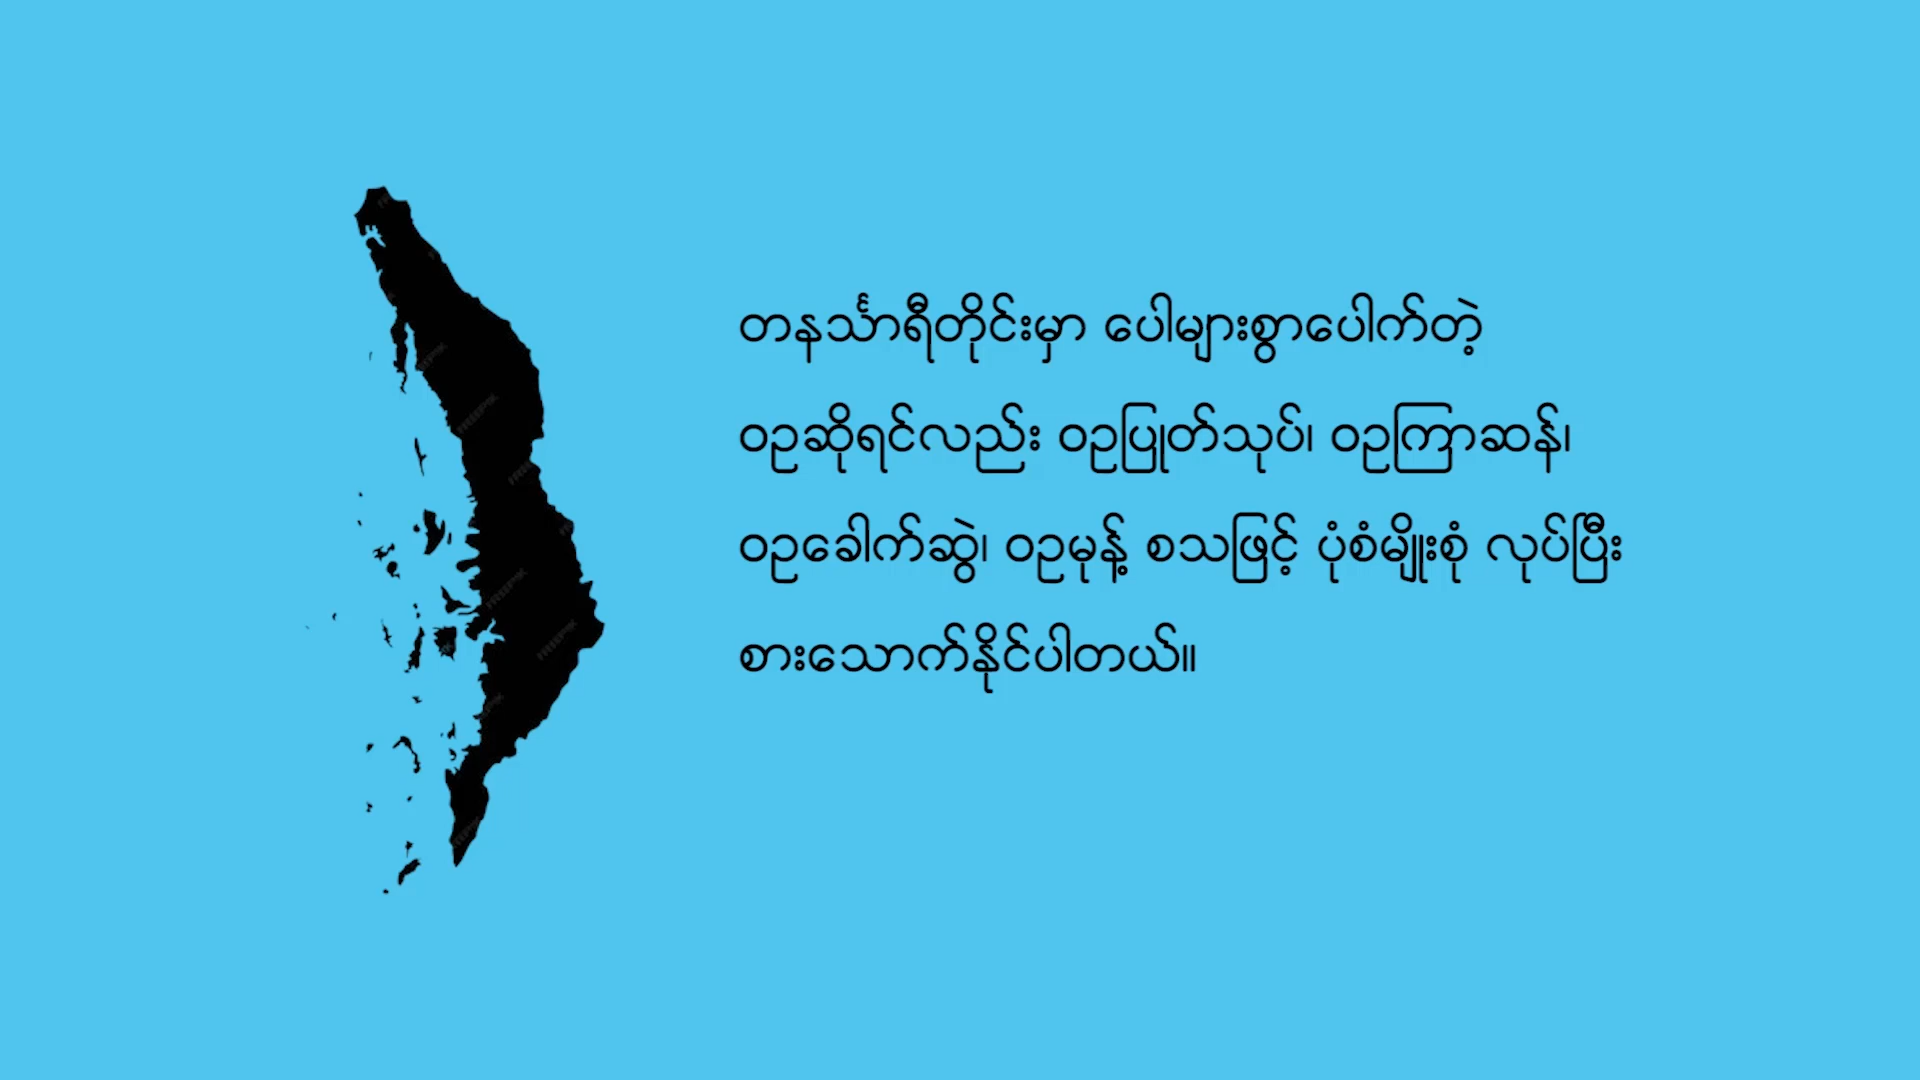 တနင်္သာရီတိုင်းမှာ ပေါများစွာပေါက်တဲ့
ဝဥဆိုရင်လည်း ဝဥပြုတ်သုပ်၊ ဝဥကြာဆန်၊
ဝဥခေါက်ဆွဲ၊ ဝဥမုန့် စသဖြင့် ပုံစံမျိုးစုံ လုပ်ပြီး
စားသောက်နိုင်ပါတယ်။